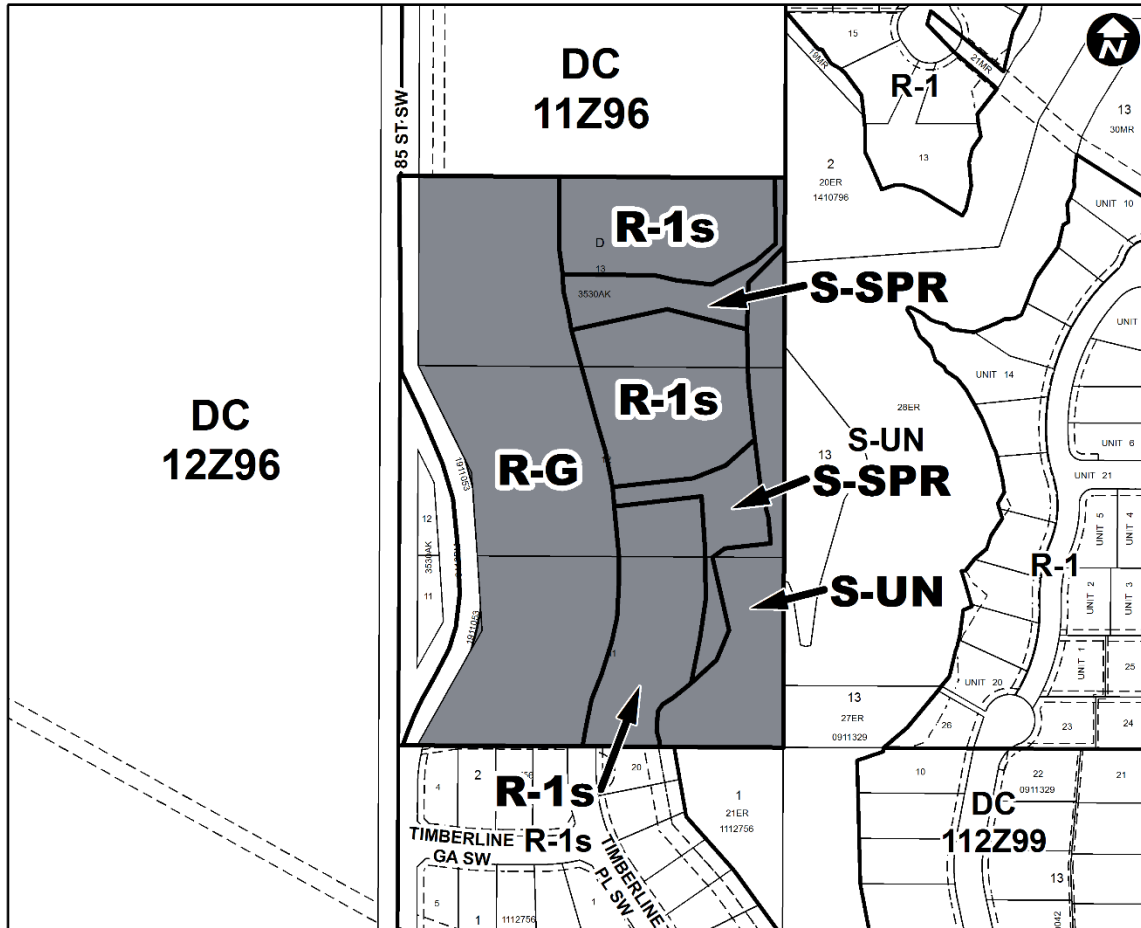 N
DC
11Z96
85 ST SW
15
19MR
21MR
R-1
13
30MR
13
2
20ER
1410796
UNIT 10
R-1s
D
13
3530AK
S-SPR
UNIT
UNIT 14
DC
12Z96
R-1s
28ER
S-UN
13
UNIT 6
R-G
S-SPR
UNIT 21
1911053
12
3530AK
11
UNIT 5
UNIT 4
R-1
S-UN
UNIT 2
UNIT 3
1911053
11
UNIT 1
25
UNIT 20
13
27ER
0911329
26
23
24
4
2
20
10
22
0911329
21
R-1s
1
21ER
1112756
DC
112Z99
TIMBERLINE
GA SW
R-1s
TIMBERLINE
PL SW
13
5
1
1112756
1